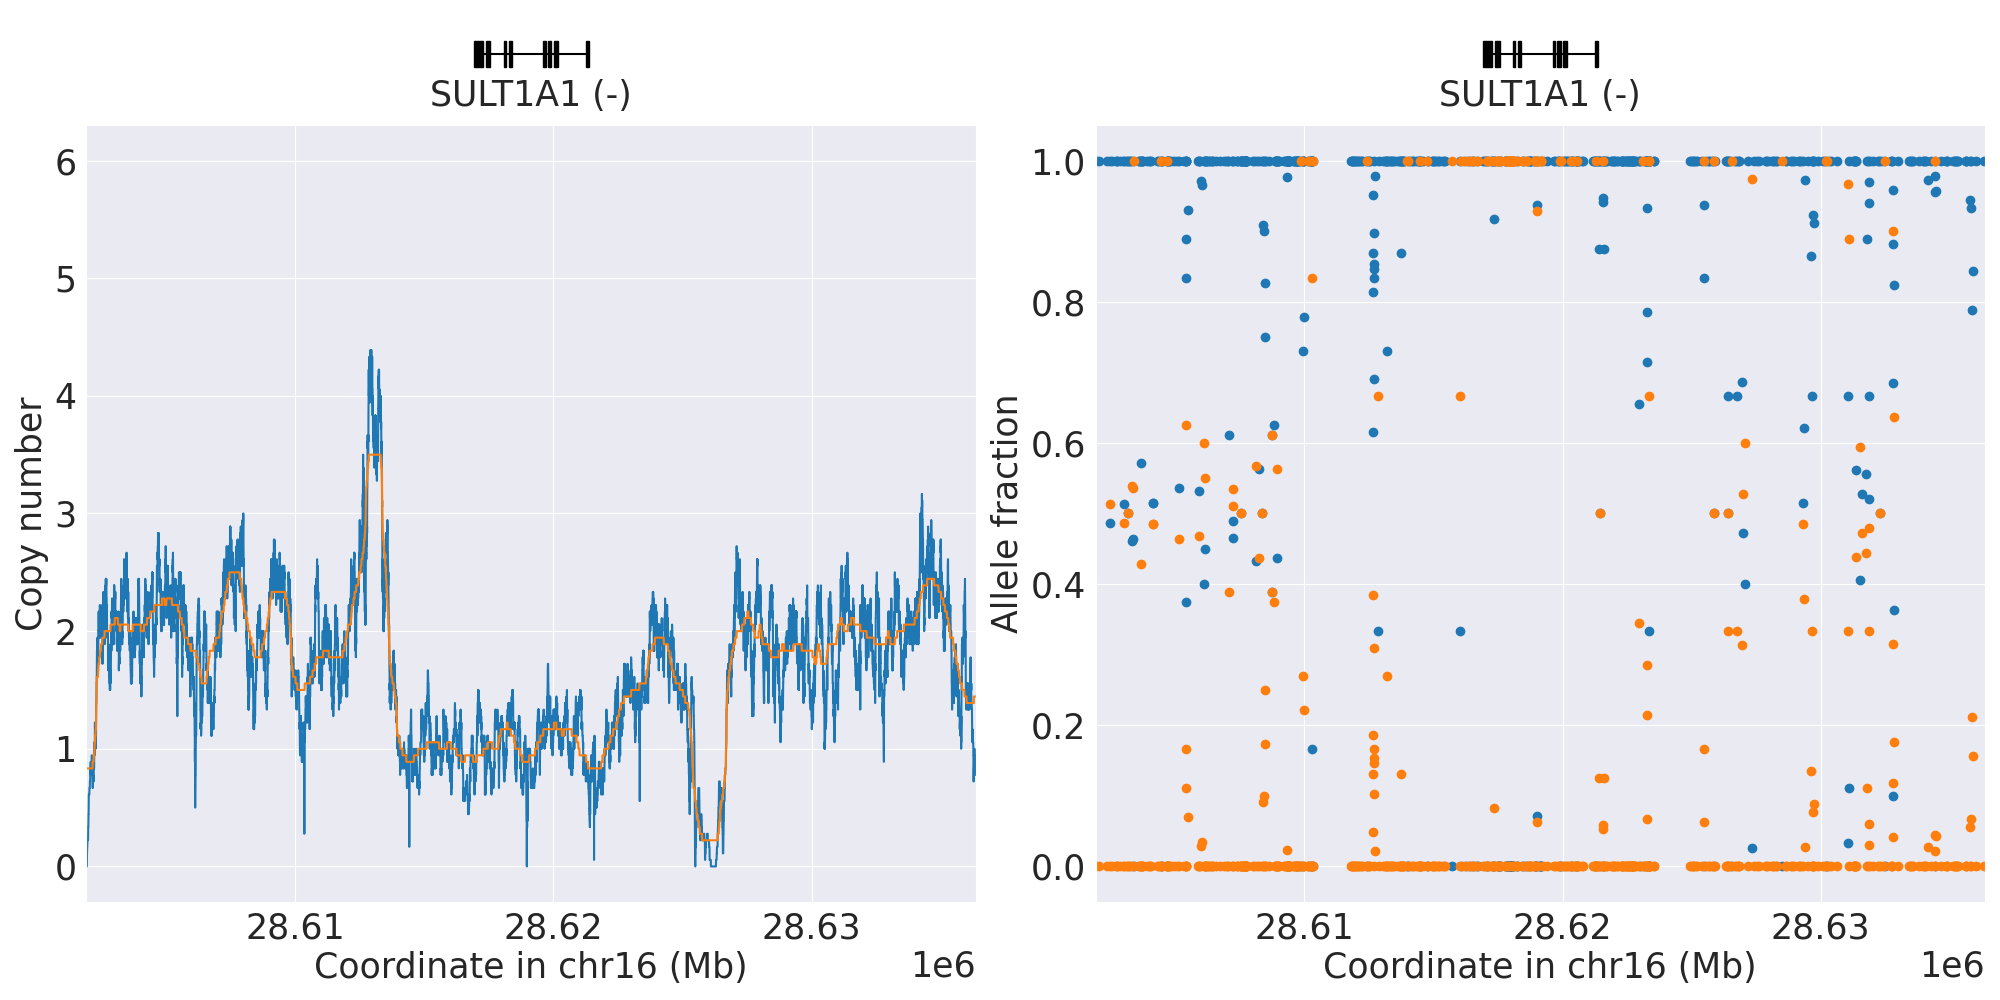 SULT1A1 (-)
6
5
4
3
2
1
0
Copy number
28.61
28.62
28.63
Coordinate in chr16 (Mb)
1e6
SULT1A1 (-)
1.0
0.8
0.6
0.4
0.2
0.0
Allele fraction
28.61
28.62
28.63
Coordinate in chr16 (Mb)
1e6